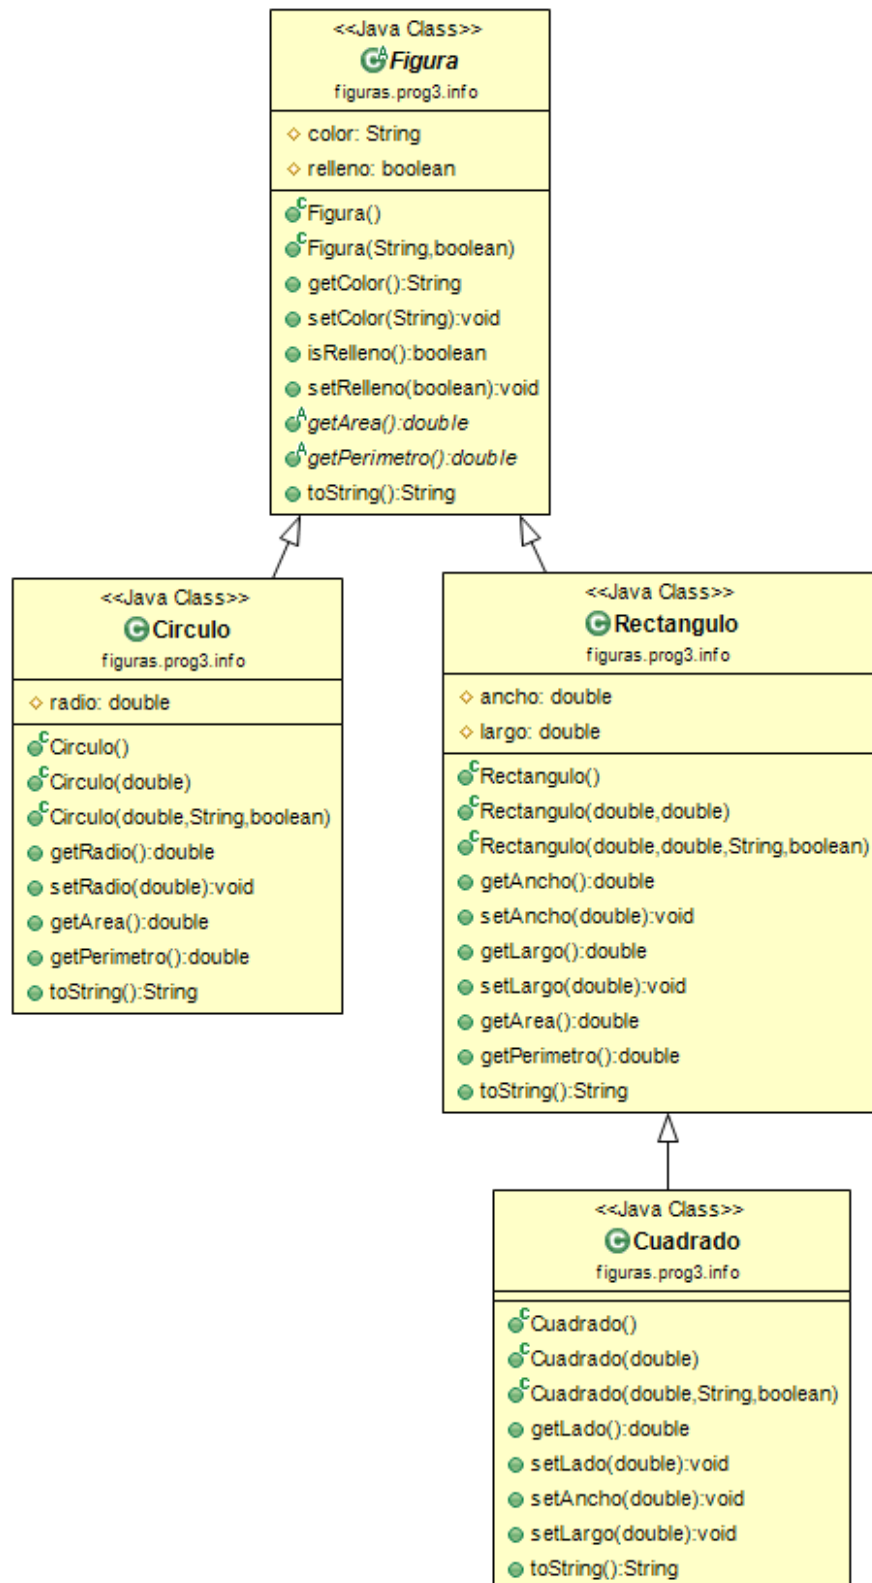 <<Java Class>>
Figura
figuras.prog3.info
color: String
relleno: boolean
Figura()
Figura(String,boolean)
getColor():String
setColor(String):void
isRelleno():boolean
setRelleno(boolean):void
getArea():double
getPerimetro():double
toString():String
<<Java Class>>
Circulo
figuras.prog3.info
radio: double
Circulo()
Circulo(double)
Circulo(double,String,boolean)
getRadio():double
setRadio(double):void
getArea():double
getPerimetro():double
toString():String
<<Java Class>>
Rectangulo
figuras.prog3.info
ancho: double
largo: double
Rectangulo()
Rectangulo(double,double)
Rectangulo(double,double,String,boolean)
getAncho():double
setAncho(double):void
getLargo():double
setLargo(double):void
getArea():double
getPerimetro():double
toString():String
<<Java Class>>
Cuadrado
figuras.prog3.info
Cuadrado()
Cuadrado(double)
Cuadrado(double,String,boolean)
getLado():double
setLado(double):void
setAncho(double):void
setLargo(double):void
toString():String